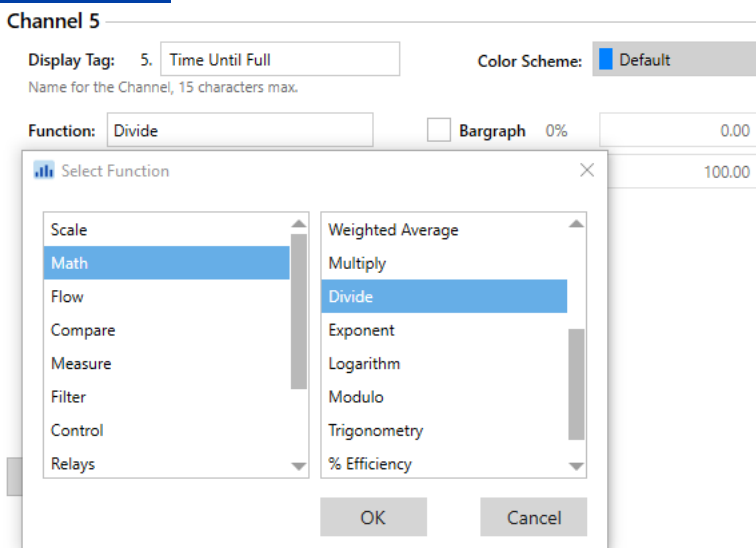 Channel 5
Display Tag: 5. Time Until Full Color Scheme: Default
Name for the Channel, 15 characters max.
Function: Divide Bargraph 0% 0.00
Select Function 100.00
Scale Weighted Average
Math Multiply
Flow Divide
Compare Exponent
Measure Logarithm
Filter Modulo
Control Trigonometry
Relays % Efficiency
OK Cancel